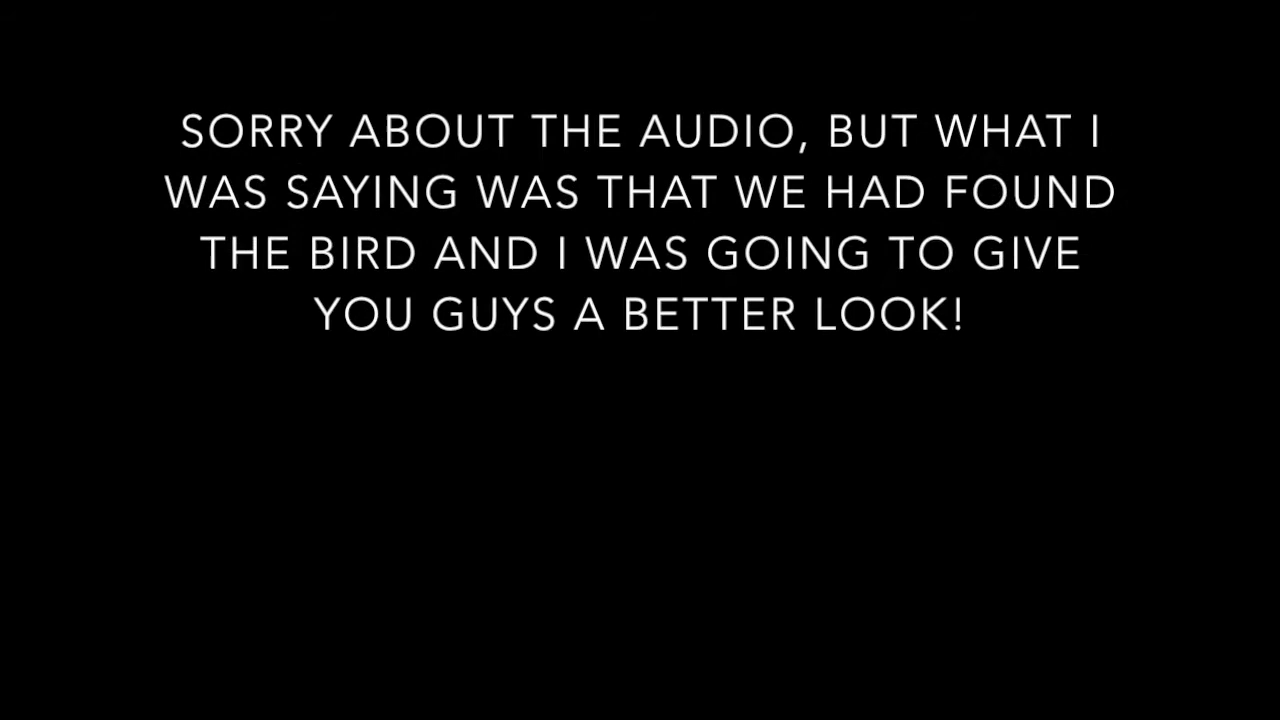 SORRY ABOUT THE AUDIO, BUT WHAT I
WAS SAYING WAS THAT WE HAD FOUND
THE BIRD AND I WAS GOING TO GIVE
YOU GUYS A BETTER LOOK!